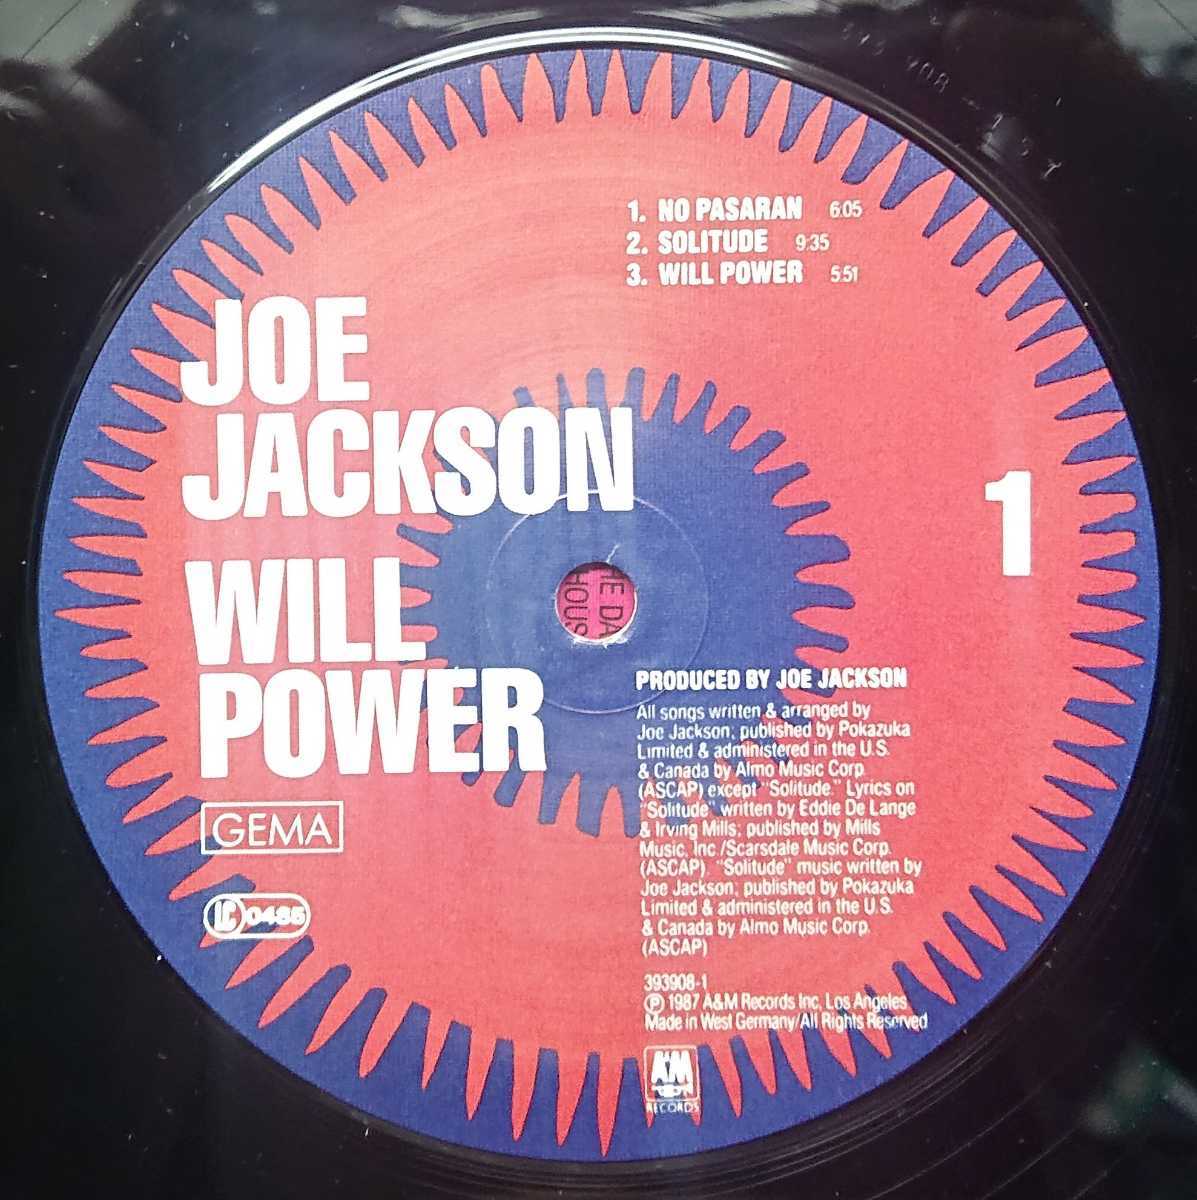 1. NO PASARAN 6:05
2. SOLITUDE 9:35
3. WILL POWER 5:51
JOE
JACKSON
WILL
POWER
1
GEMA
LC 0485
PRODUCED BY JOE JACKSON
All songs written & arranged by
Joe Jackson; published by Pokazuka
Limited & administered in the U.S.
& Canada by Almo Music Corp.
(ASCAP) except "Solitude." Lyrics on
"Solitude" written by Eddie De Lange
& Irving Mills; published by Mills
Music, Inc./Scarsdale Music Corp.
(ASCAP). "Solitude" music written by
Joe Jackson; published by Pokazuka
Limited & administered in the U.S.
& Canada by Almo Music Corp.
(ASCAP)
393908-1
℗ 1987 A&M Records Inc, Los Angeles
Made in West Germany/All Rights Reserved
A&M
RECORDS
HE DA
HOUS